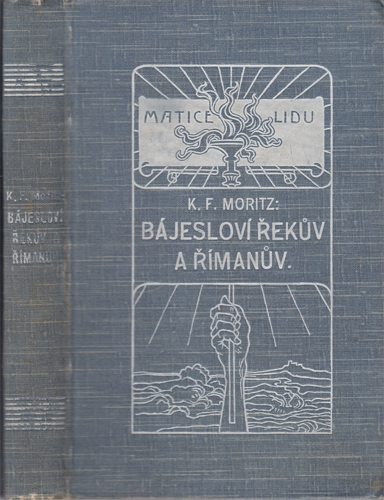 MATICE LIDU
K. F. MORITZ:
BÁJESLOVÍ ŘEKŮV
A ŘÍMANŮV.
K. F. MORITZ
BÁJESLOVÍ
ŘEKŮV
ŘÍMANŮ